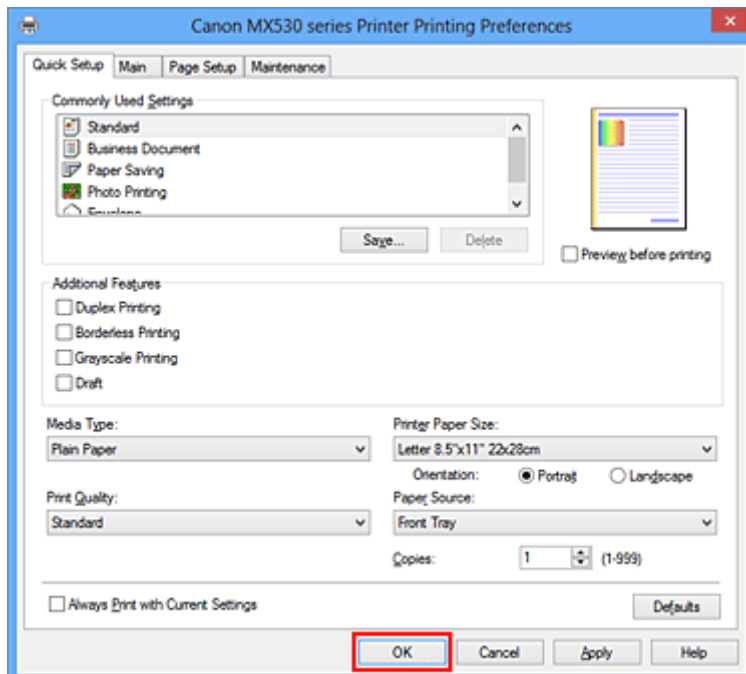 Canon MX530 series Printer Printing Preferences
Quick Setup Main Page Setup Maintenance
Commonly Used Settings
Standard
Business Document
Paper Saving
Photo Printing
Envelope
Save... Delete
Preview before printing
Additional Features
Duplex Printing
Borderless Printing
Grayscale Printing
Draft
Media Type:
Plain Paper
Printer Paper Size:
Letter 8.5"x11" 22x28cm
Orientation: Portrait Landscape
Print Quality:
Standard
Paper Source:
Front Tray
Copies: 1 (1-999)
Always Print with Current Settings
Defaults
OK Cancel Apply Help